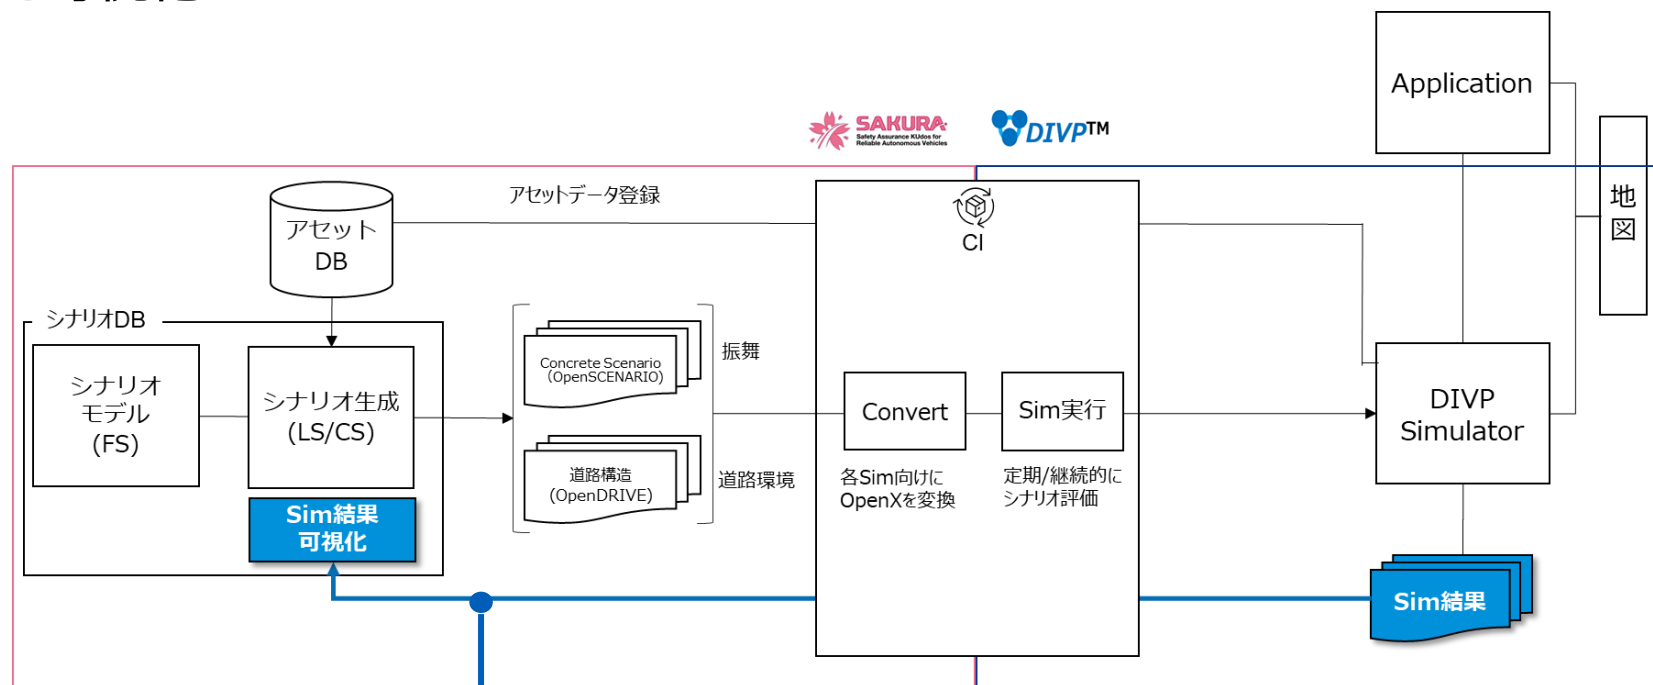 Application
SAKURA
Safety Assurance KUdos for
Reliable Autonomous Vehicles
DIVP™
地
図
アセットデータ登録
アセット
DB
CI
シナリオDB
シナリオ
モデル
(FS)
シナリオ生成
(LS/CS)
Concrete Scenario
(OpenSCENARIO)
振舞
道路構造
(OpenDRIVE)
道路環境
Convert
Sim実行
各Sim向けに
OpenXを変換
定期/継続的に
シナリオ評価
DIVP
Simulator
Sim結果
可視化
Sim結果